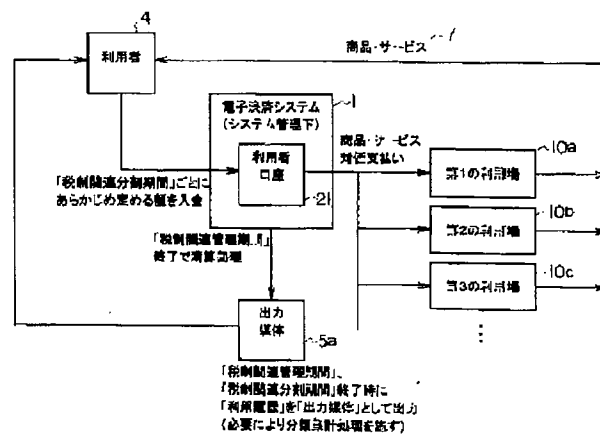 4
利用者
商品・サービス
7
電子決済システム
(システム管理下)
1
利用者
口座
21
商品・サービス
対価支払い
「税制関連分割期間」ごとに
あらかじめ定める額を入金
第1の利用場
10a
第2の利用場
10b
第3の利用場
10c
「税制関連管理期間」
終了で清算処理
出力
媒体
5a
「税制関連管理期間」、
「税制関連分割期間」終了時に
「利用履歴」を「出力媒体」として出力
(必要により分類集計処理を施す)